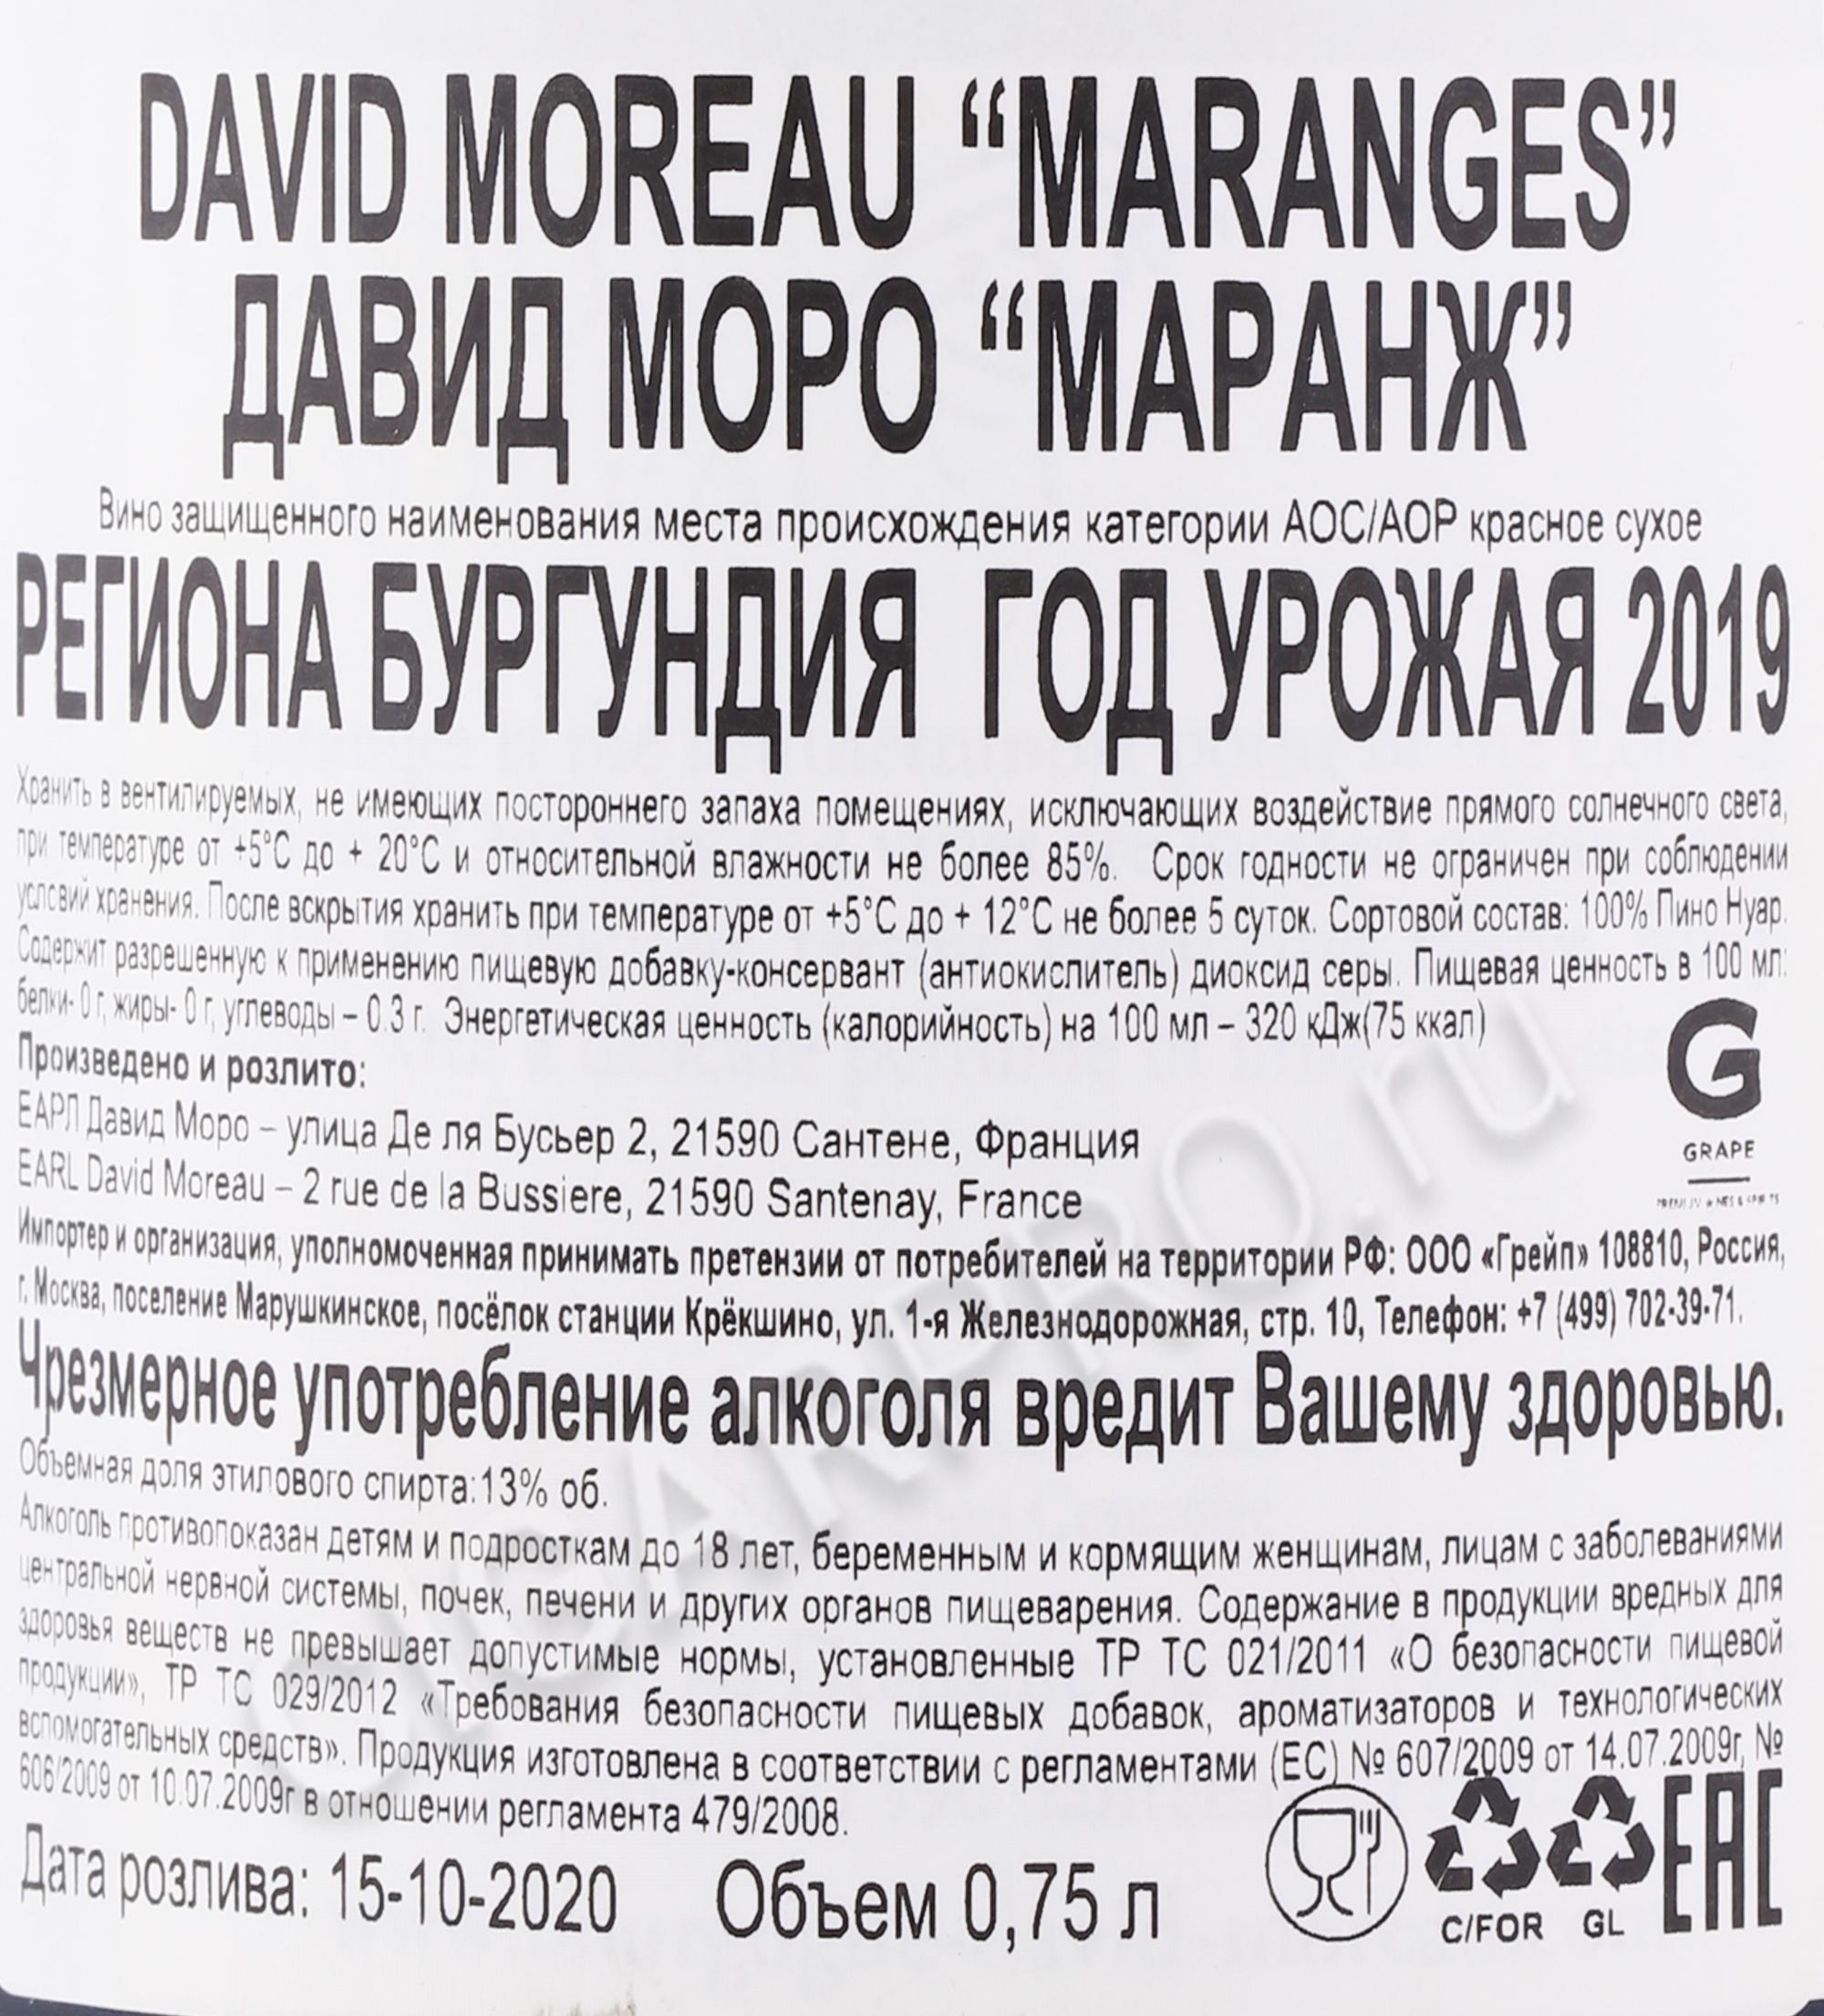 DAVID MOREAU “MARANGES”
ДАВИД МОРО “МАРАНЖ”
Вино защищенного наименования места происхождения категории АОС/АОР красное сухое
РЕГИОНА БУРГУНДИЯ ГОД УРОЖАЯ 2019
Хранить в вентилируемых, не имеющих постороннего запаха помещениях, исключающих воздействие прямого солнечного света,
при температуре от +5°C до + 20°C и относительной влажности не более 85%. Срок годности не ограничен при соблюдении
условий хранения. После вскрытия хранить при температуре от +5°C до + 12°C не более 5 суток. Сортовой состав: 100% Пино Нуар.
Содержит разрешенную к применению пищевую добавку-консервант (антиокислитель) диоксид серы. Пищевая ценность в 100 мл:
белки- 0 г, жиры- 0 г, углеводы – 0.3 г. Энергетическая ценность (калорийность) на 100 мл – 320 кДж(75 ккал)
Произведено и розлито:
ЕАРЛ Давид Моро – улица Де ля Бусьер 2, 21590 Сантене, Франция
EARL David Moreau – 2 rue de la Bussiere, 21590 Santenay, France
G
GRAPE
PREMIUM WINES & SPIRITS
Импортер и организация, уполномоченная принимать претензии от потребителей на территории РФ: ООО «Грейп» 108810, Россия,
г. Москва, поселение Марушкинское, посёлок станции Крёкшино, ул. 1-я Железнодорожная, стр. 10, Телефон: +7 (499) 702-39-71.
Чрезмерное употребление алкоголя вредит Вашему здоровью.
Объемная доля этилового спирта:13% об.
Алкоголь противопоказан детям и подросткам до 18 лет, беременным и кормящим женщинам, лицам с заболеваниями
центральной нервной системы, почек, печени и других органов пищеварения. Содержание в продукции вредных для
здоровья веществ не превышает допустимые нормы, установленные ТР ТС 021/2011 «О безопасности пищевой
продукции», ТР ТС 029/2012 «Требования безопасности пищевых добавок, ароматизаторов и технологических
вспомогательных средств». Продукция изготовлена в соответствии с регламентами (ЕС) № 607/2009 от 14.07.2009г, №
606/2009 от 10.07.2009г в отношении регламента 479/2008.
Дата розлива: 15-10-2020 Объем 0,75 л
C/FOR GL EAC
CIGARPRO.ru